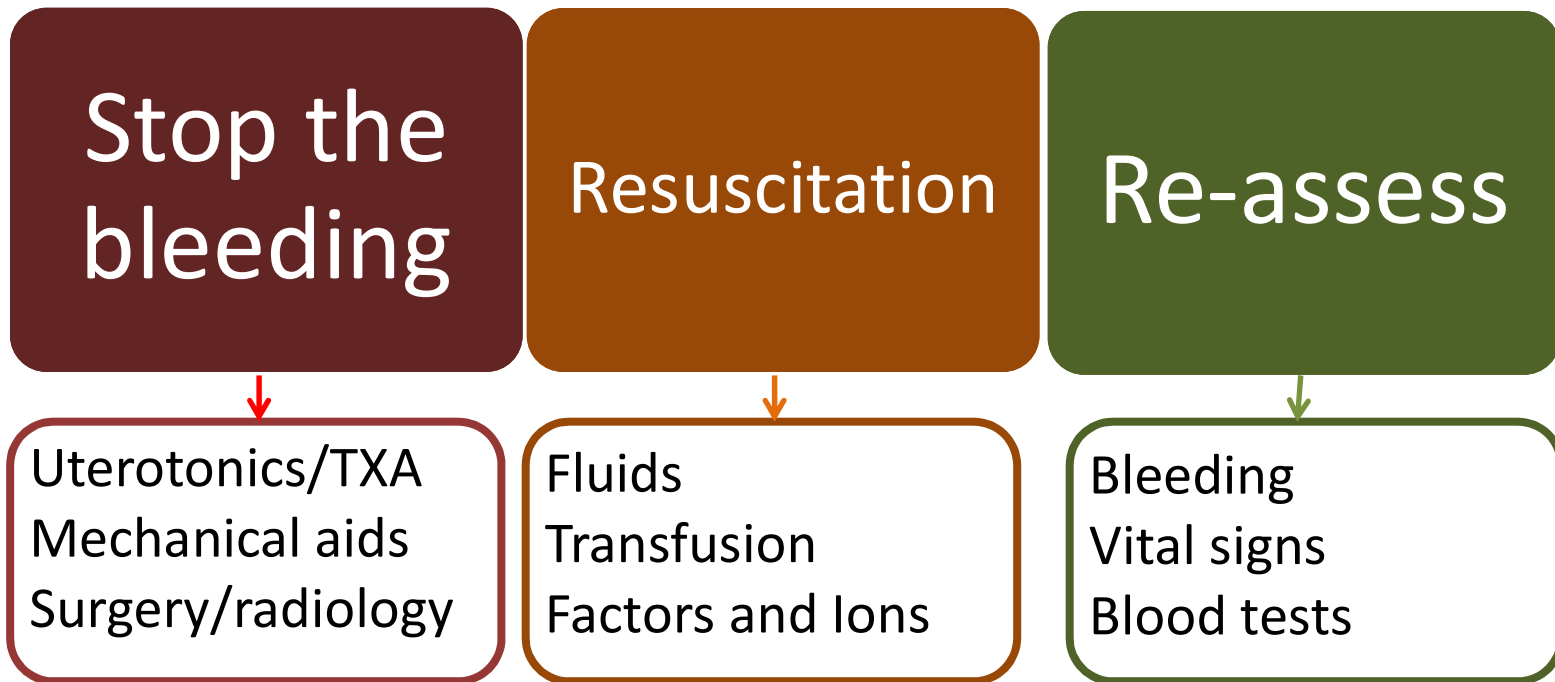 Stop the
bleeding
Resuscitation
Re-assess
Uterotonics/TXA
Mechanical aids
Surgery/radiology
Fluids
Transfusion
Factors and Ions
Bleeding
Vital signs
Blood tests